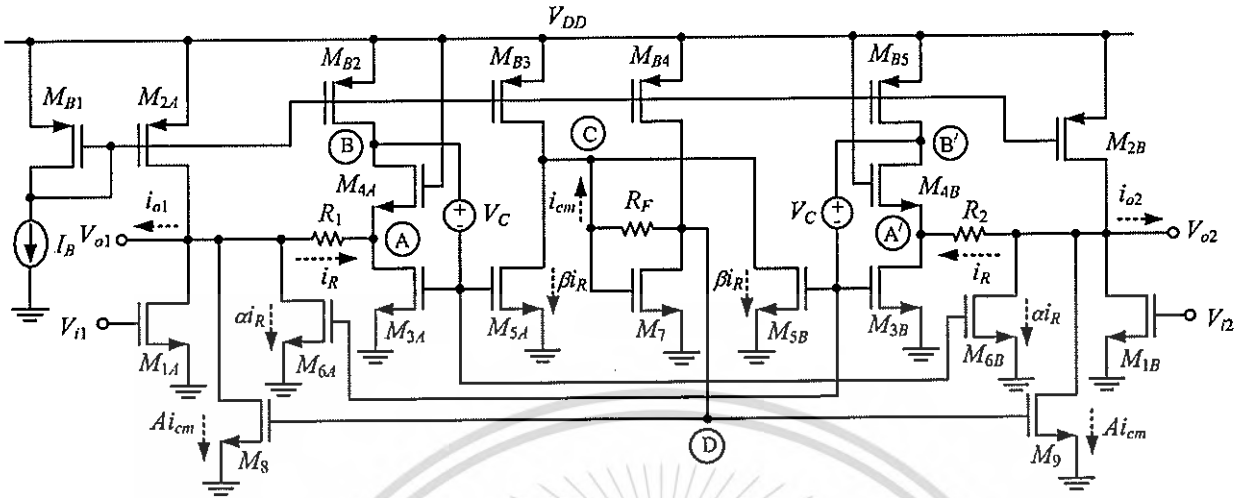 V_DD
M_B2
M_B3
M_B4
M_B5
M_B1
M_2A
M_2B
B
C
B'
M_4A
M_4B
i_o1
R_1
V_C
i_cm
R_F
V_C
R_2
i_o2
I_B
V_o1
A
A'
V_o2
i_R
βi_R
βi_R
i_R
V_i1
αi_R
αi_R
V_i2
M_1A
M_6A
M_3A
M_5A
M_7
M_5B
M_3B
M_6B
M_1B
Ai_cm
D
Ai_cm
M_8
M_9